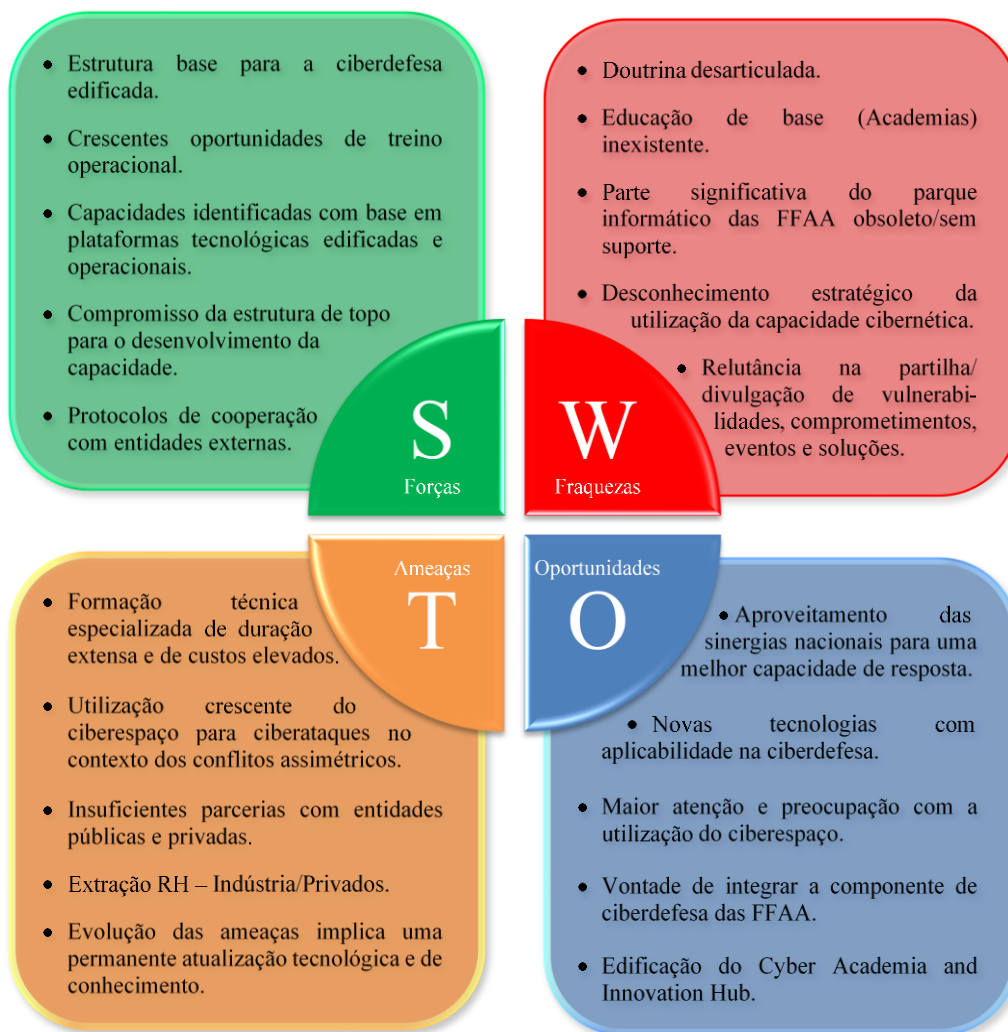 • Estrutura base para a ciberdefesa
edificada.
• Crescentes oportunidades de treino
operacional.
• Capacidades identificadas com base em
plataformas tecnológicas edificadas e
operacionais.
• Compromisso da estrutura de topo
para o desenvolvimento da
capacidade.
• Protocolos de cooperação
com entidades externas.
S
Forças
• Doutrina desarticulada.
• Educação de base (Academias)
inexistente.
• Parte significativa do parque
informático das FFAA obsoleto/sem
suporte.
• Desconhecimento estratégico da
utilização da capacidade cibernética.
• Relutância na partilha/
divulgação de vulnerabi-
lidades, comprometimentos,
eventos e soluções.
W
Fraquezas
Ameaças
T
• Formação técnica
especializada de duração
extensa e de custos elevados.
• Utilização crescente do
ciberespaço para ciberataques no
contexto dos conflitos assimétricos.
• Insuficientes parcerias com entidades
públicas e privadas.
• Extração RH – Indústria/Privados.
• Evolução das ameaças implica uma
permanente atualização tecnológica e de
conhecimento.
Oportunidades
O
• Aproveitamento das
sinergias nacionais para uma
melhor capacidade de resposta.
• Novas tecnologias com
aplicabilidade na ciberdefesa.
• Maior atenção e preocupação com a
utilização do ciberespaço.
• Vontade de integrar a componente de
ciberdefesa das FFAA.
• Edificação do Cyber Academia and
Innovation Hub.